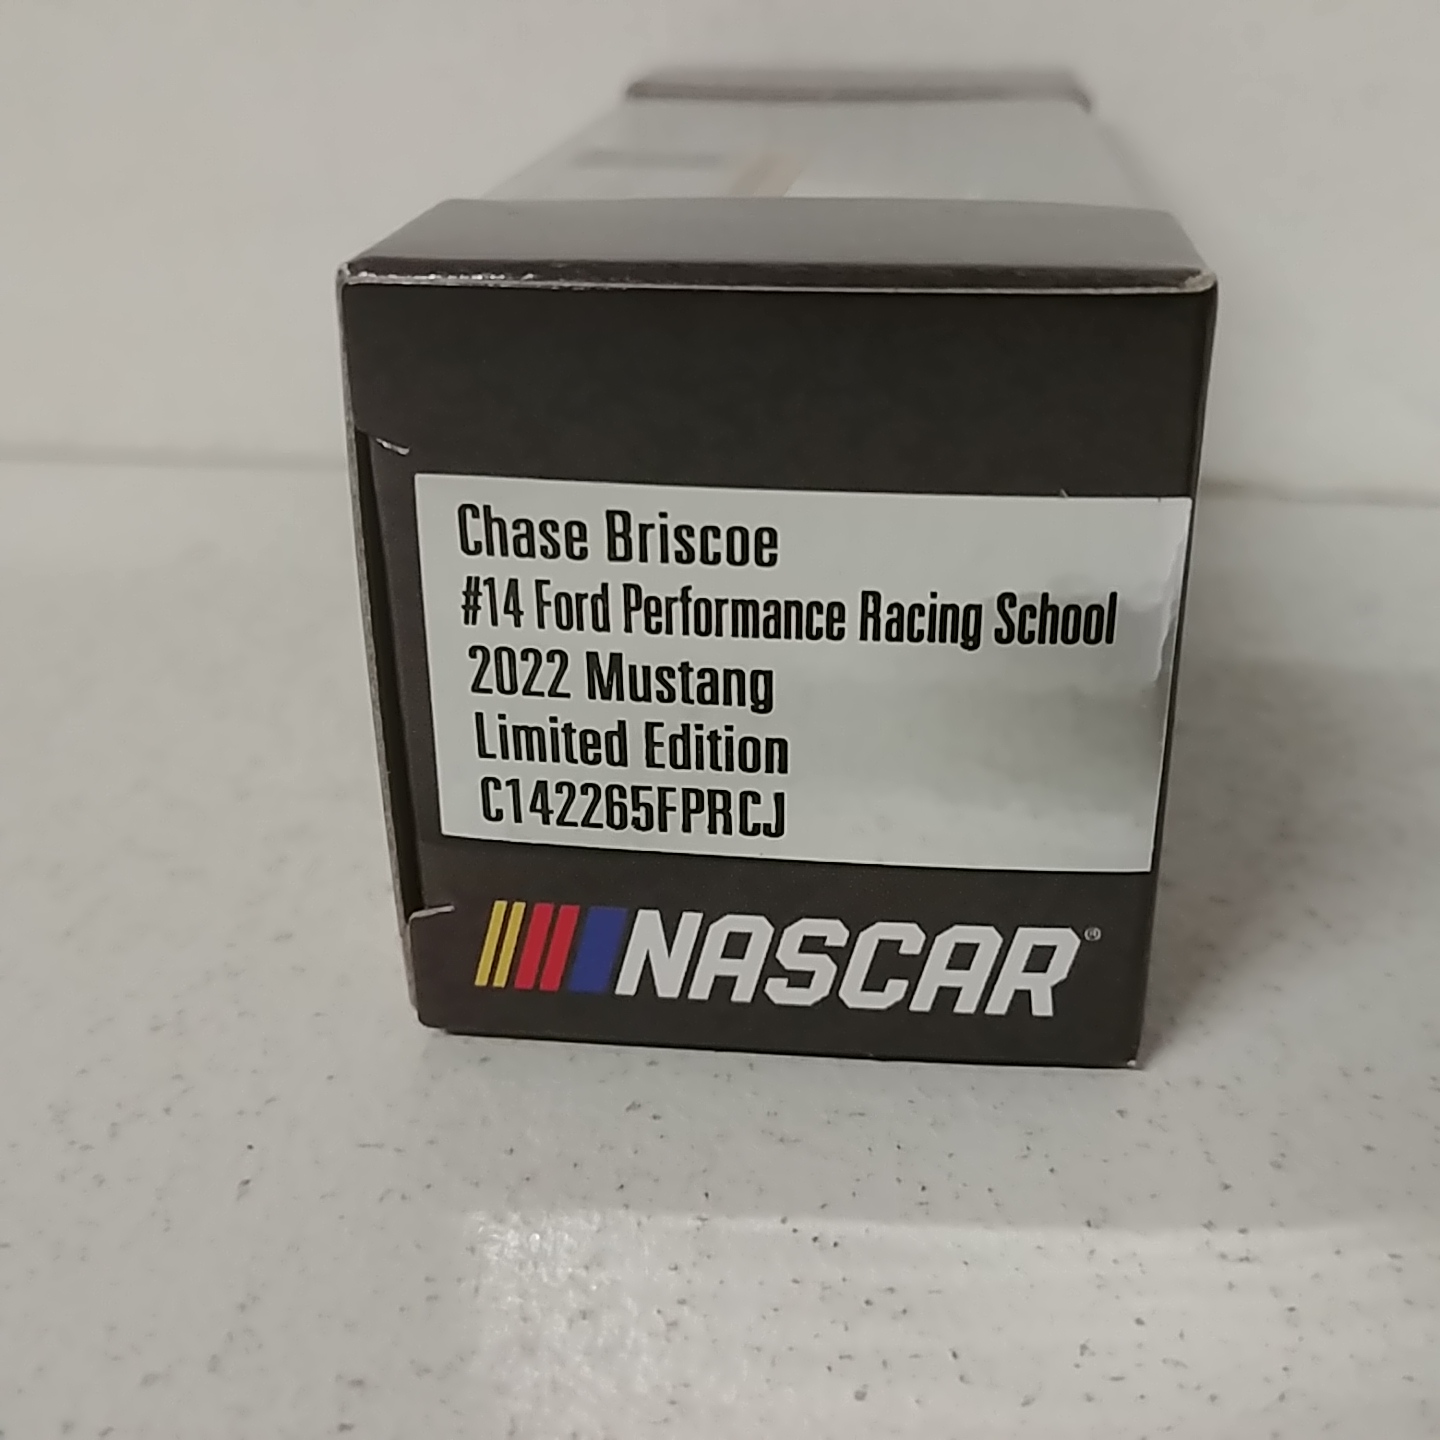 Chase Briscoe
#14 Ford Performance Racing School
2022 Mustang
Limited Edition
C142265FPRCJ
NASCAR®